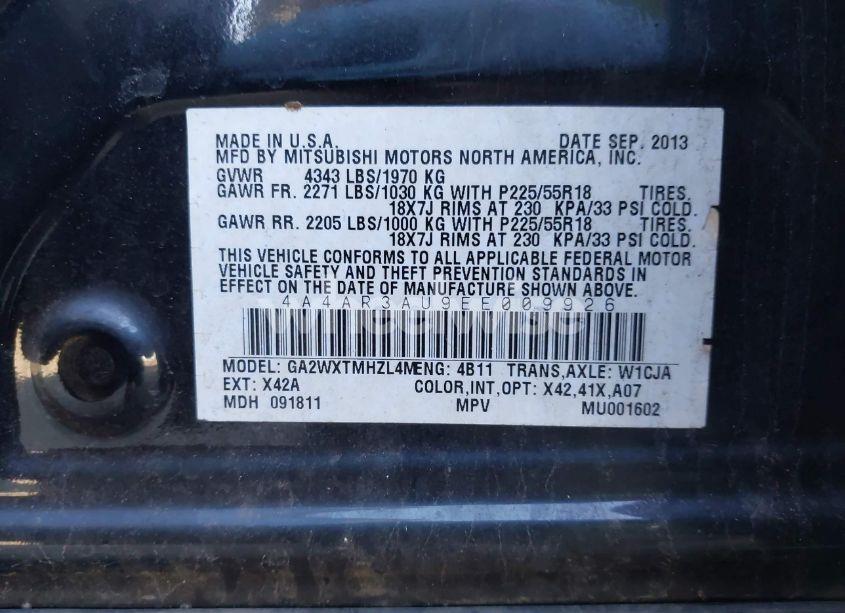 MADE IN U.S.A. DATE SEP. 2013
MFD BY MITSUBISHI MOTORS NORTH AMERICA, INC.
GVWR 4343 LBS/1970 KG
GAWR FR. 2271 LBS/1030 KG WITH P225/55R18 TIRES.
18X7J RIMS AT 230 KPA/33 PSI COLD.
GAWR RR. 2205 LBS/1000 KG WITH P225/55R18 TIRES.
18X7J RIMS AT 230 KPA/33 PSI COLD.
THIS VEHICLE CONFORMS TO ALL APPLICABLE FEDERAL MOTOR
VEHICLE SAFETY AND THEFT PREVENTION STANDARDS IN
EFFECT ON THE DATE OF MANUFACTURE SHOWN ABOVE.
4A4AR3AU9EE009926
wheelwise
MODEL: GA2WXTMHZL4MENG: 4B11 TRANS,AXLE: W1CJA
EXT: X42A COLOR,INT,OPT: X42,41X,A07
MDH 091811 MPV MU001602